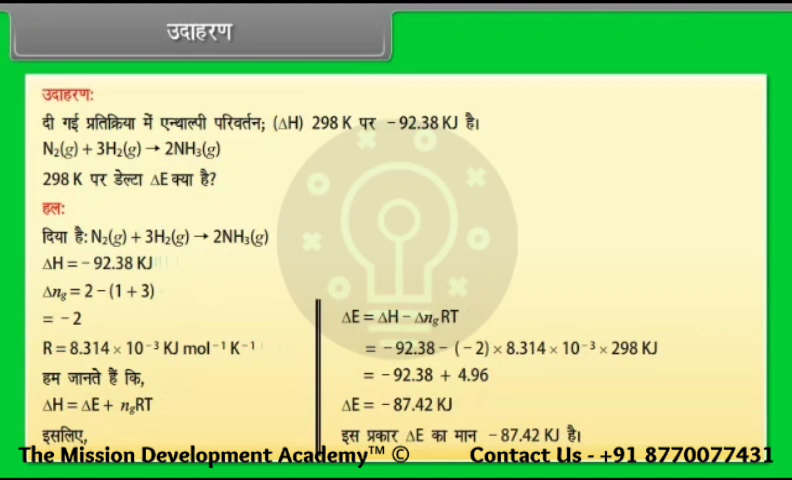 उदाहरण
उदाहरण:
दी गई प्रतिक्रिया में एन्थाल्पी परिवर्तन; (ΔH) 298 K पर −92.38 KJ है।
N₂(g) + 3H₂(g) → 2NH₃(g)
298 K पर डेल्टा ΔE क्या है?
हल:
दिया है: N₂(g) + 3H₂(g) → 2NH₃(g)
ΔH = − 92.38 KJ
Δn_g = 2 − (1 + 3)
= − 2
R = 8.314 × 10⁻³ KJ mol⁻¹ K⁻¹
हम जानते हैं कि,
ΔH = ΔE + n_gRT
इसलिए,
ΔE = ΔH − Δn_g RT
= − 92.38 − (− 2) × 8.314 × 10⁻³ × 298 KJ
= − 92.38 + 4.96
ΔE = − 87.42 KJ
इस प्रकार ΔE का मान − 87.42 KJ है।
The Mission Development Academy™ © Contact Us - +91 8770077431